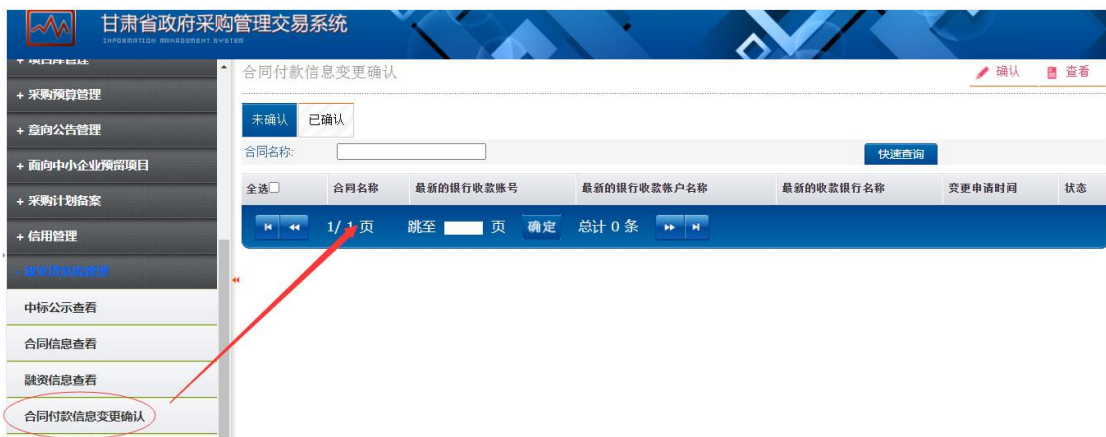 甘肃省政府采购管理交易系统
INFORMATION MANAGEMENT SYSTEM
合同付款信息变更确认
确认
查看
+ 采购预算管理
+ 意向公告管理
+ 面向中小企业预留项目
+ 采购计划备案
+ 信用管理
中标公示查看
合同信息查看
融资信息查看
合同付款信息变更确认
未确认 已确认
合同名称: 快速查询
全选 合同名称 最新的银行收款账号 最新的银行收款帐户名称 最新的收款银行名称 变更申请时间 状态
1/ 1 页 跳至 页 确定 总计 0 条